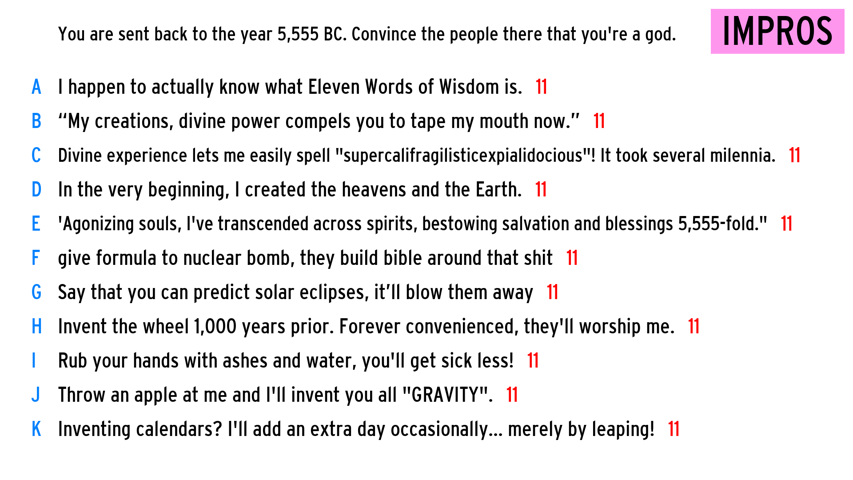 You are sent back to the year 5,555 BC. Convince the people there that you're a god.
IMPROS
A I happen to actually know what Eleven Words of Wisdom is. 11
B “My creations, divine power compels you to tape my mouth now.” 11
C Divine experience lets me easily spell "supercalifragilisticexpialidocious"! It took several milennia. 11
D In the very beginning, I created the heavens and the Earth. 11
E 'Agonizing souls, I've transcended across spirits, bestowing salvation and blessings 5,555-fold." 11
F give formula to nuclear bomb, they build bible around that shit 11
G Say that you can predict solar eclipses, it’ll blow them away 11
H Invent the wheel 1,000 years prior. Forever convenienced, they'll worship me. 11
I Rub your hands with ashes and water, you'll get sick less! 11
J Throw an apple at me and I'll invent you all "GRAVITY". 11
K Inventing calendars? I'll add an extra day occasionally... merely by leaping! 11